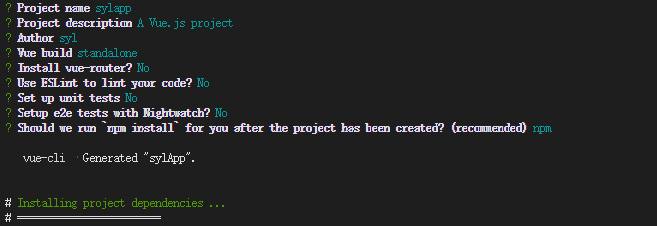 ? Project name sylapp
? Project description A Vue.js project
? Author syl
? Vue build standalone
? Install vue-router? No
? Use ESLint to lint your code? No
? Set up unit tests No
? Setup e2e tests with Nightwatch? No
? Should we run `npm install` for you after the project has been created? (recommended) npm
vue-cli · Generated "sylApp".
# Installing project dependencies ...
# ========================